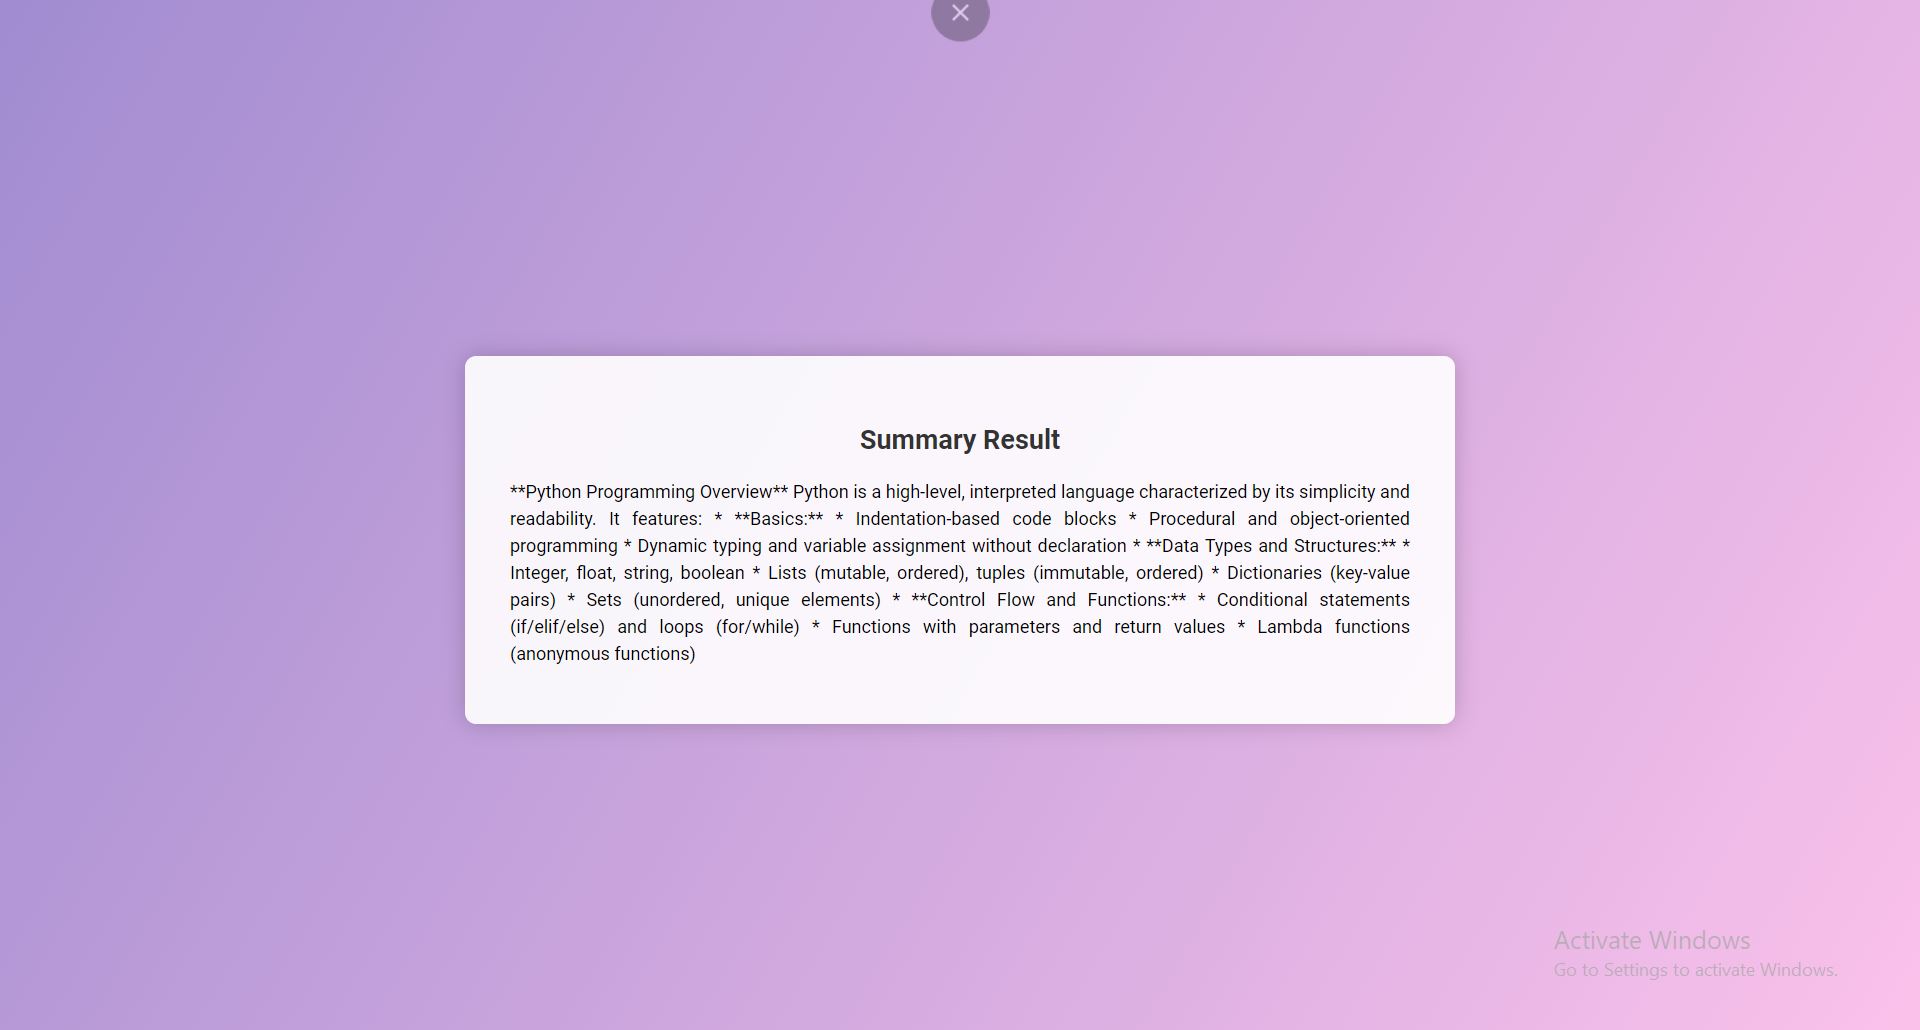 Summary Result
**Python Programming Overview** Python is a high-level, interpreted language characterized by its simplicity and
readability. It features: * **Basics:** * Indentation-based code blocks * Procedural and object-oriented
programming * Dynamic typing and variable assignment without declaration * **Data Types and Structures:** *
Integer, float, string, boolean * Lists (mutable, ordered), tuples (immutable, ordered) * Dictionaries (key-value
pairs) * Sets (unordered, unique elements) * **Control Flow and Functions:** * Conditional statements
(if/elif/else) and loops (for/while) * Functions with parameters and return values * Lambda functions
(anonymous functions)
Activate Windows
Go to Settings to activate Windows.